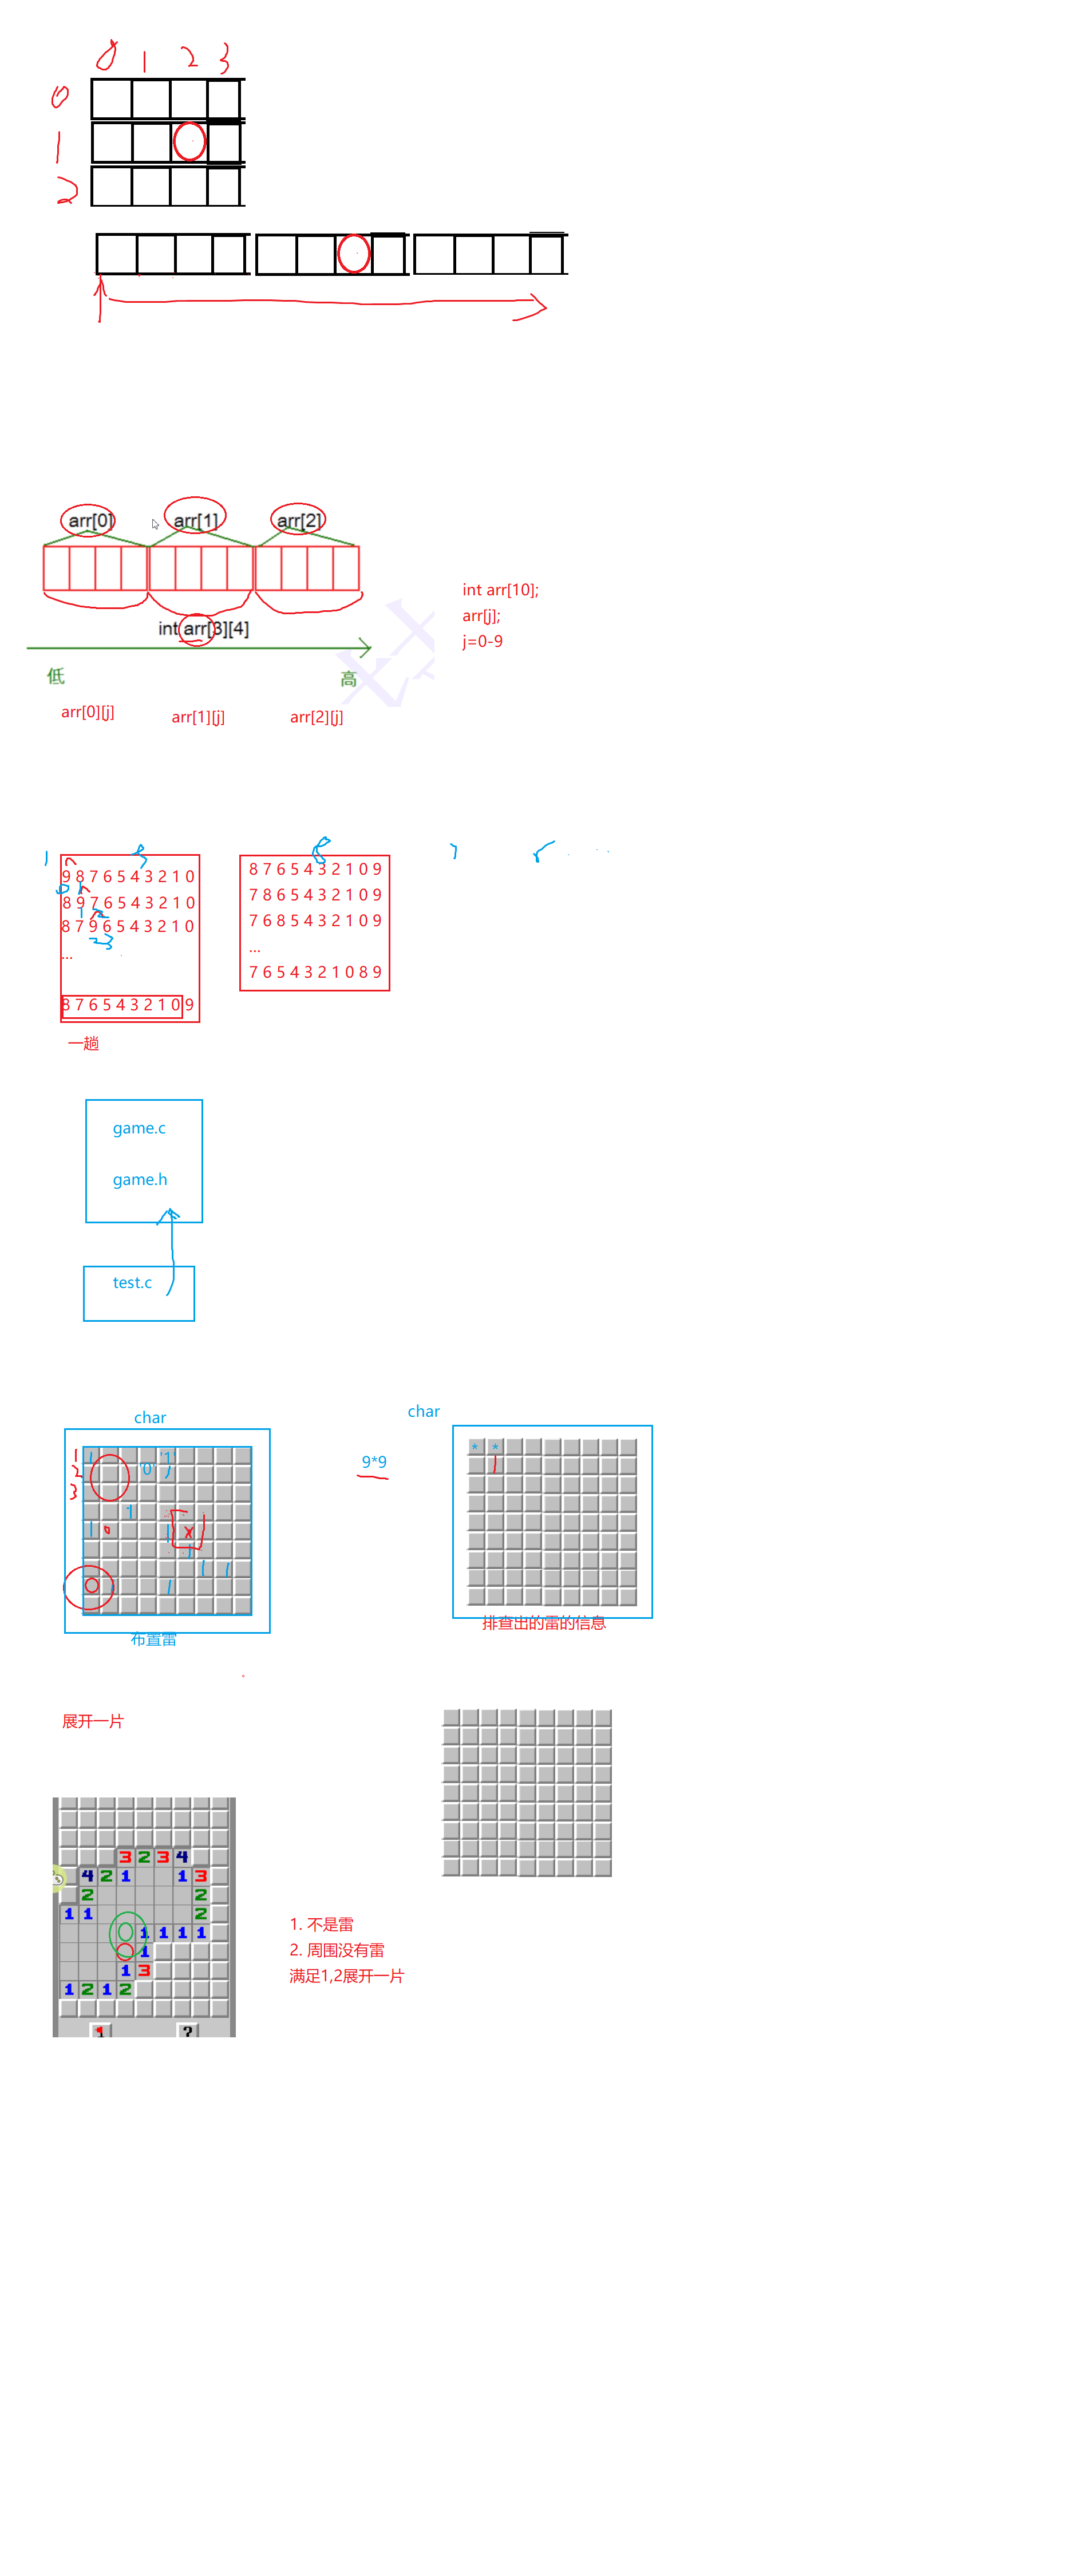 0 1 2 3
0
1
2
arr[0] arr[1] arr[2]
int arr[3][4]
低 高
arr[0][j] arr[1][j] arr[2][j]
int arr[10];
arr[j];
j=0-9
9 8 7 6 5 4 3 2 1 0
8 9 7 6 5 4 3 2 1 0
8 7 9 6 5 4 3 2 1 0
...
8 7 6 5 4 3 2 1 0 9
一趟
8 7 6 5 4 3 2 1 0 9
7 8 6 5 4 3 2 1 0 9
7 6 8 5 4 3 2 1 0 9
...
7 6 5 4 3 2 1 0 8 9
game.c
game.h
test.c
char
1
2
3
布置雷
9*9
char
* *
排查出的雷的信息
展开一片
3 2 3 4
4 2 1 1 3
2 2
1 1 2
1 1 1 1
1
1 3
1 2 1 2
?
1. 不是雷
2. 周围没有雷
满足1,2展开一片